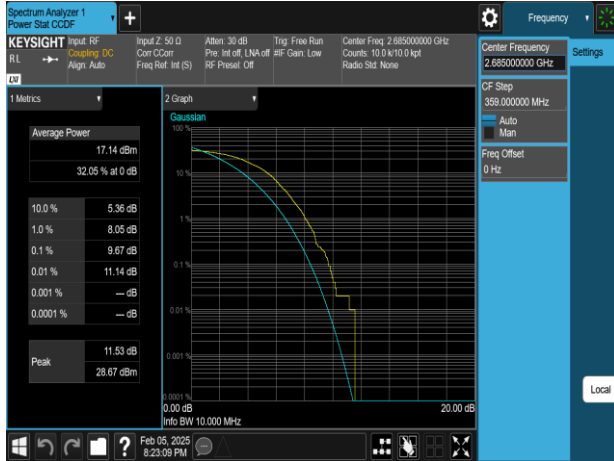 Spectrum Analyzer 1
Power Stat CCDF
+
Frequency
KEYSIGHT
RL
LXI
Input: RF
Coupling: DC
Align: Auto
Input Z: 50 Ω
Corr CCorr
Freq Ref: Int (S)
Atten: 30 dB
Pre: Int off, LNA off
RF Preset: Off
Trig: Free Run
#IF Gain: Low
Center Freq: 2.685000000 GHz
Counts: 10.0 k/10.0 kpt
Radio Std: None
Center Frequency
2.685000000 GHz
Settings
CF Step
359.000000 MHz
Auto
Man
Freq Offset
0 Hz
Local
1 Metrics
Average Power
17.14 dBm
32.05 % at 0 dB
10.0 % 5.36 dB
1.0 % 8.05 dB
0.1 % 9.67 dB
0.01 % 11.14 dB
0.001 % --- dB
0.0001 % --- dB
Peak
11.53 dB
28.67 dBm
2 Graph
Gaussian
100 %
10 %
1 %
0.1 %
0.01 %
0.001 %
0.0001 %
0.00 dB 20.00 dB
Info BW 10.000 MHz
?
Feb 05, 2025
8:23:09 PM